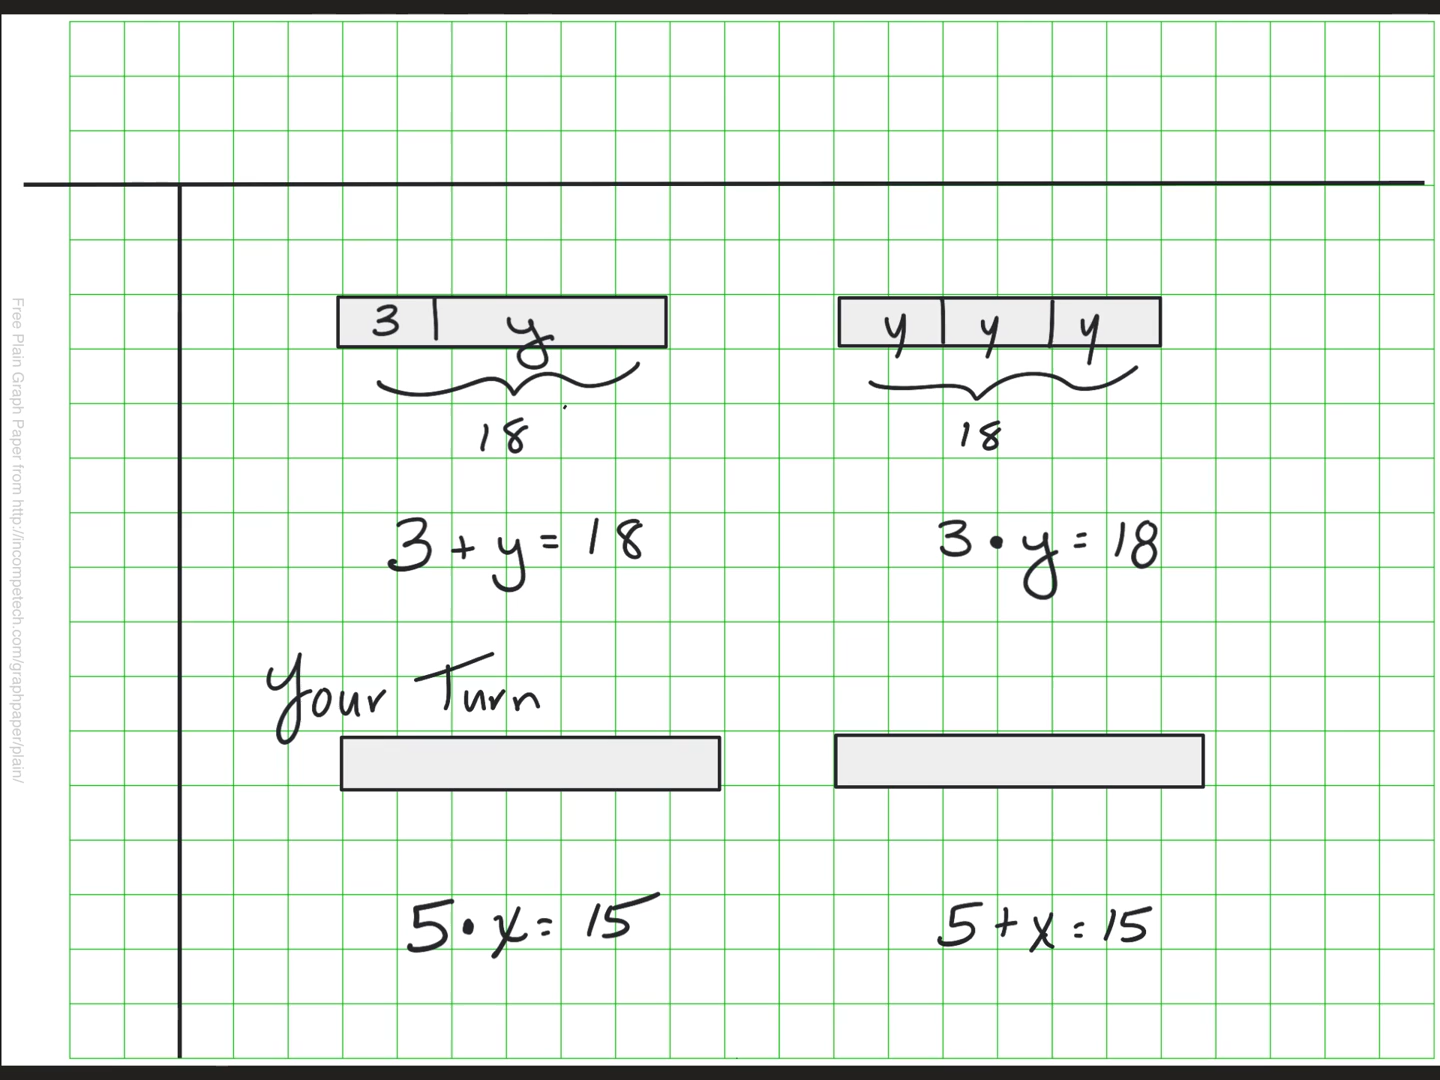 3 y
y y y
18
18
3 + y = 18
3 • y = 18
Your Turn
5 • x = 15
5 + x = 15
Free Plain Graph Paper from http://incompetech.com/graphpaper/plain/